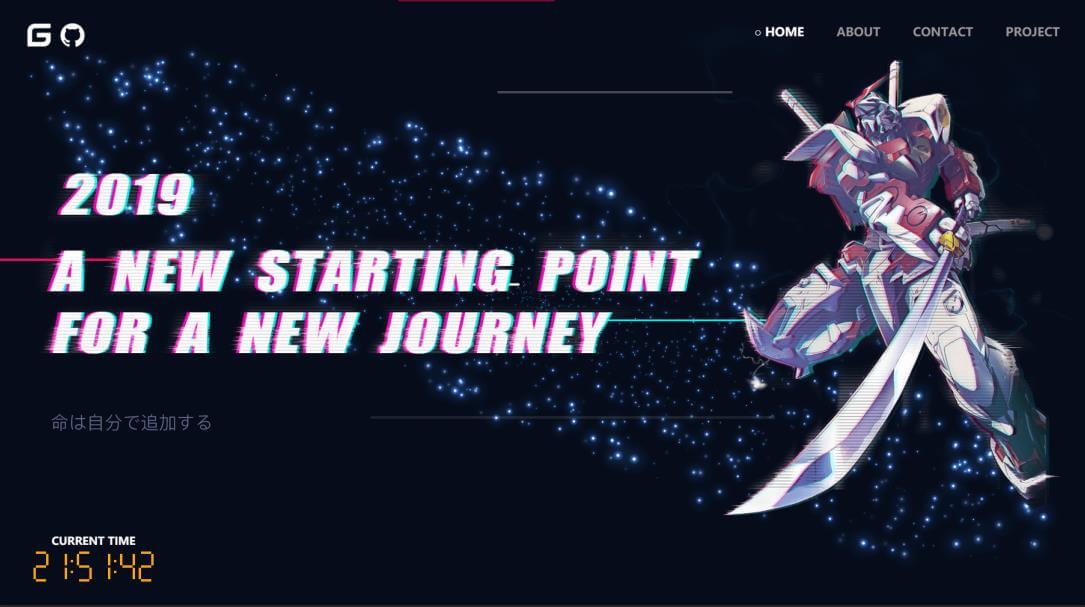 G
HOME ABOUT CONTACT PROJECT
2019
A NEW STARTING POINT
FOR A NEW JOURNEY
命は自分で追加する
CURRENT TIME
21:51:42